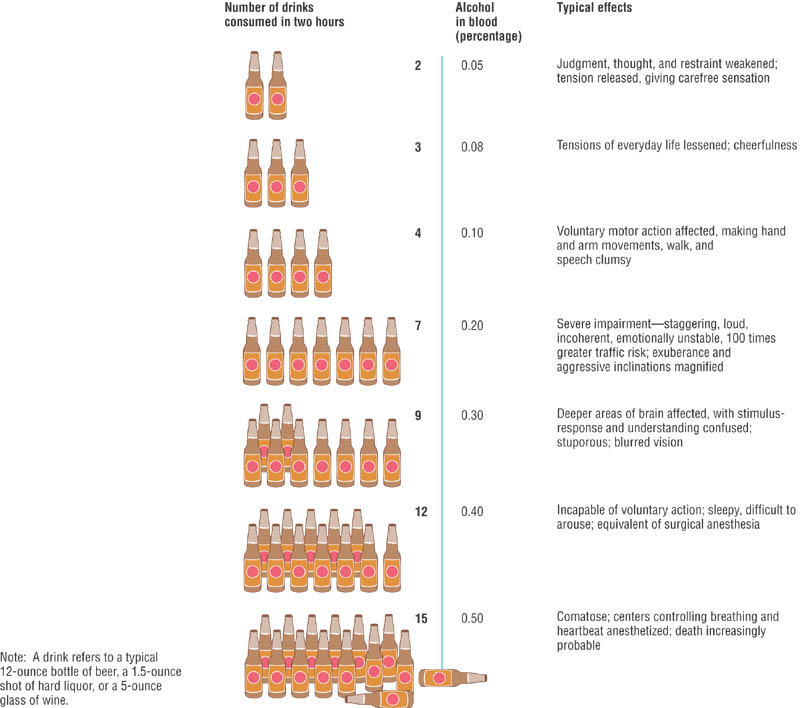 Number of drinks
consumed in two hours
Alcohol
in blood
(percentage)
Typical effects
2
0.05
Judgment, thought, and restraint weakened;
tension released, giving carefree sensation
3
0.08
Tensions of everyday life lessened; cheerfulness
4
0.10
Voluntary motor action affected, making hand
and arm movements, walk, and
speech clumsy
7
0.20
Severe impairment—staggering, loud,
incoherent, emotionally unstable, 100 times
greater traffic risk; exuberance and
aggressive inclinations magnified
9
0.30
Deeper areas of brain affected, with stimulus-
response and understanding confused;
stuporous; blurred vision
12
0.40
Incapable of voluntary action; sleepy, difficult to
arouse; equivalent of surgical anesthesia
15
0.50
Comatose; centers controlling breathing and
heartbeat anesthetized; death increasingly
probable
Note: A drink refers to a typical
12-ounce bottle of beer, a 1.5-ounce
shot of hard liquor, or a 5-ounce
glass of wine.